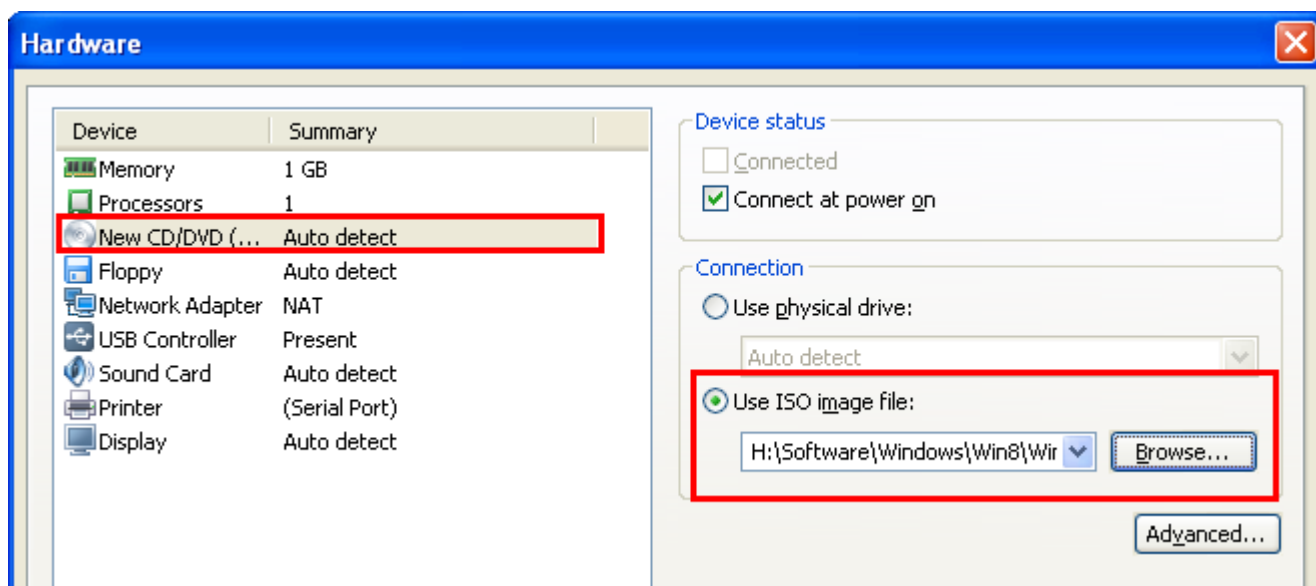 Hardware
Device Summary
Memory 1 GB
Processors 1
New CD/DVD (... Auto detect
Floppy Auto detect
Network Adapter NAT
USB Controller Present
Sound Card Auto detect
Printer (Serial Port)
Display Auto detect
Device status
Connected
Connect at power on
Connection
Use physical drive:
Auto detect
Use ISO image file:
H:\Software\Windows\Win8\Wir Browse...
Advanced...